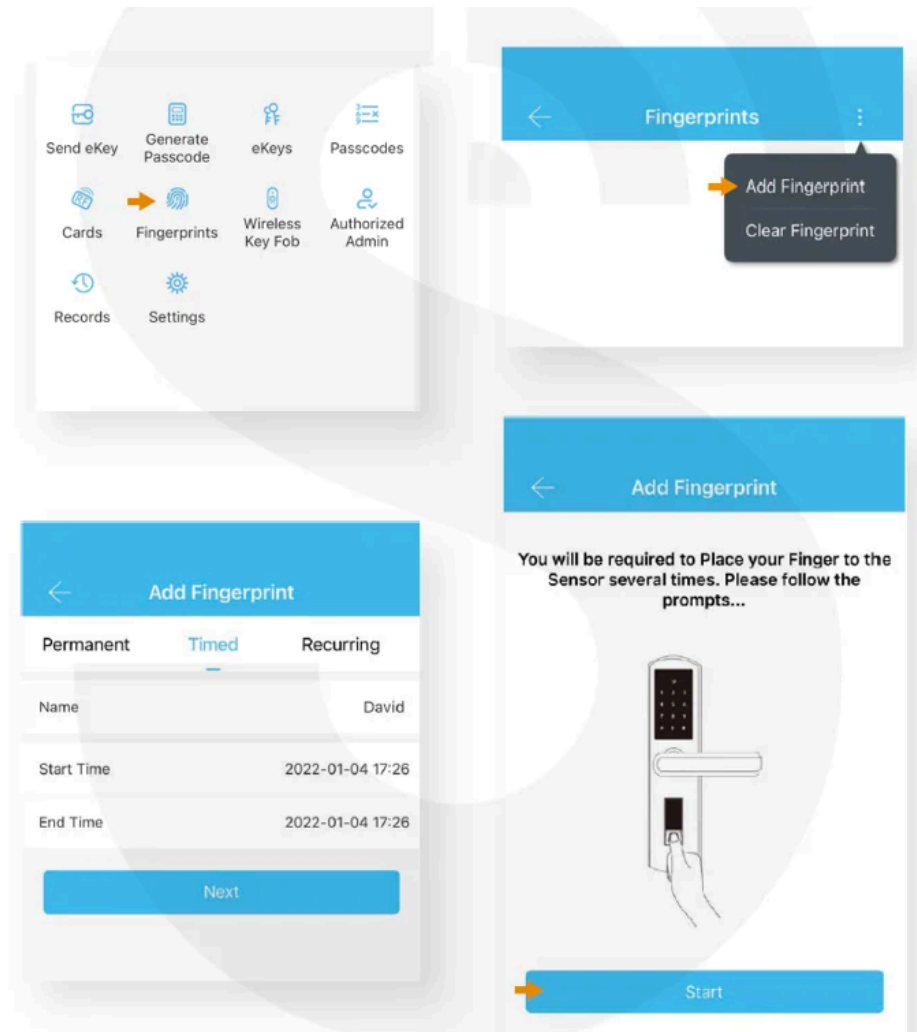 Send eKey
Generate
Passcode
eKeys
Passcodes
Cards
Fingerprints
Wireless
Key Fob
Authorized
Admin
Records
Settings
Fingerprints
Add Fingerprint
Clear Fingerprint
Add Fingerprint
Permanent Timed Recurring
Name David
Start Time 2022-01-04 17:26
End Time 2022-01-04 17:26
Next
Add Fingerprint
You will be required to Place your Finger to the
Sensor several times. Please follow the
prompts...
Start